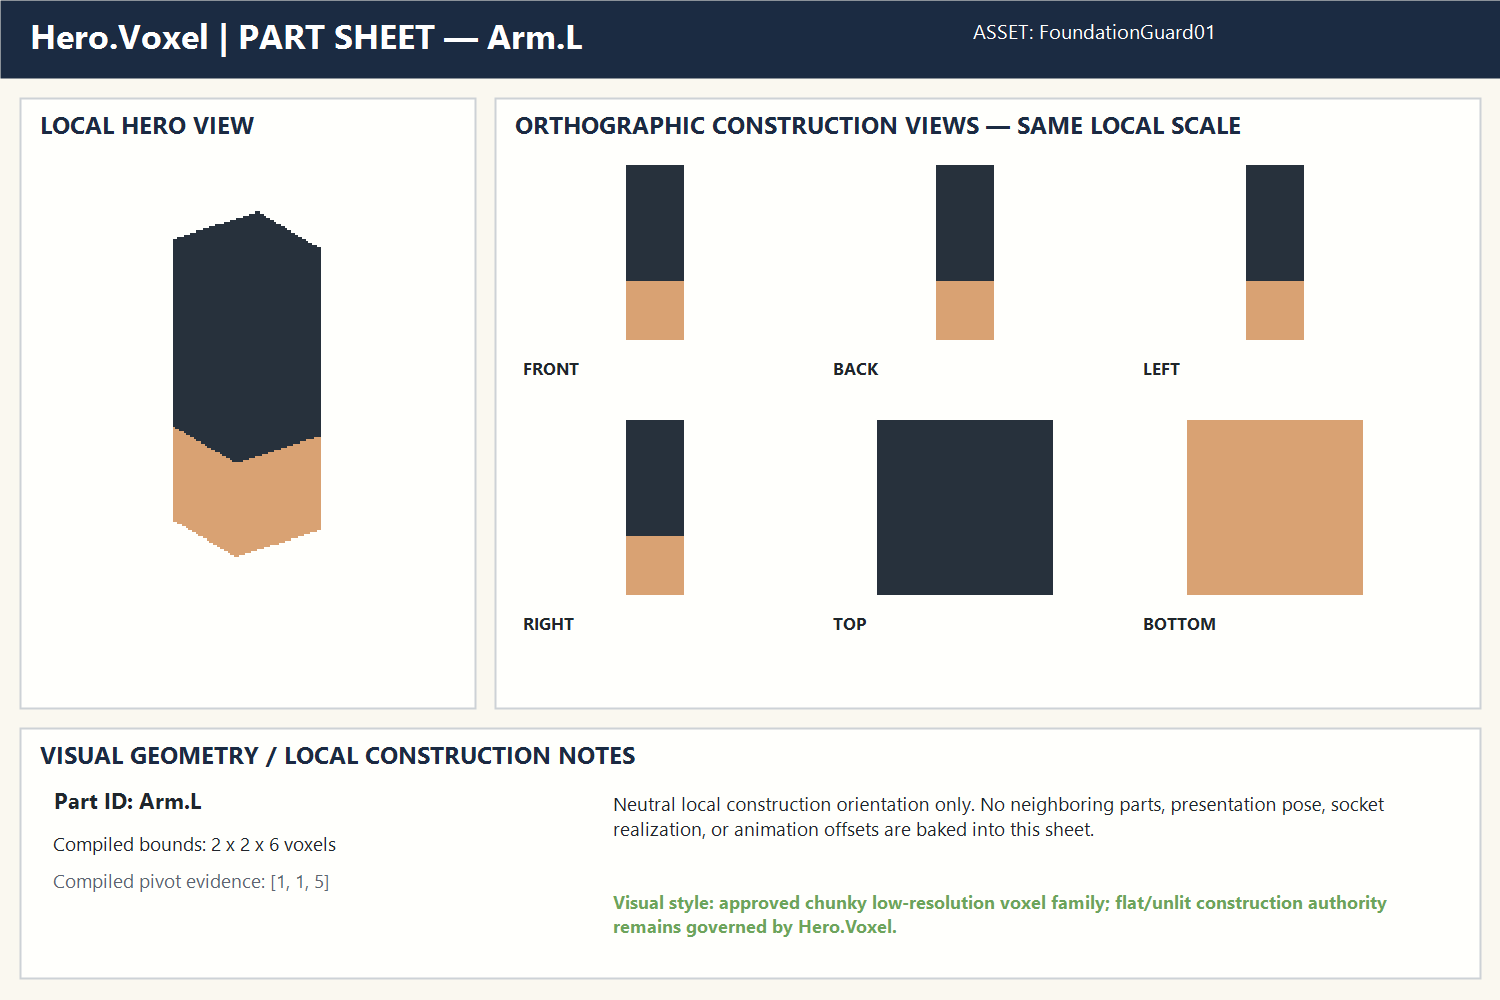 Hero.Voxel | PART SHEET — Arm.L
ASSET: FoundationGuard01
LOCAL HERO VIEW
ORTHOGRAPHIC CONSTRUCTION VIEWS — SAME LOCAL SCALE
FRONT
BACK
LEFT
RIGHT
TOP
BOTTOM
VISUAL GEOMETRY / LOCAL CONSTRUCTION NOTES
Part ID: Arm.L
Compiled bounds: 2 x 2 x 6 voxels
Compiled pivot evidence: [1, 1, 5]
Neutral local construction orientation only. No neighboring parts, presentation pose, socket
realization, or animation offsets are baked into this sheet.
Visual style: approved chunky low-resolution voxel family; flat/unlit construction authority
remains governed by Hero.Voxel.